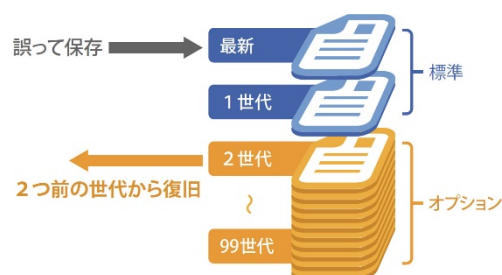 誤って保存
最新
標準
1世代
2世代
2つ前の世代から復旧
～
オプション
99世代